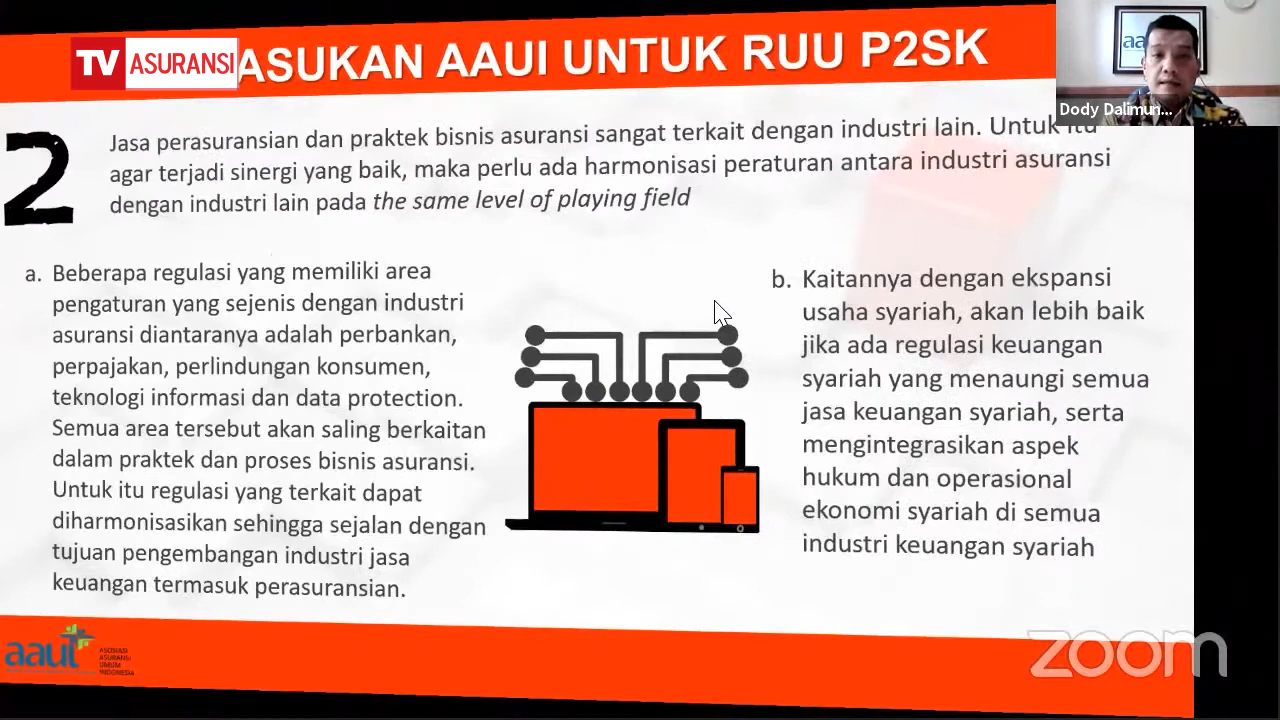 TV ASURANSI
ASUKAN AAUI UNTUK RUU P2SK
aa
Dody Dalimun...
2
Jasa perasuransian dan praktek bisnis asuransi sangat terkait dengan industri lain. Untuk itu
agar terjadi sinergi yang baik, maka perlu ada harmonisasi peraturan antara industri asuransi
dengan industri lain pada the same level of playing field
a. Beberapa regulasi yang memiliki area
pengaturan yang sejenis dengan industri
asuransi diantaranya adalah perbankan,
perpajakan, perlindungan konsumen,
teknologi informasi dan data protection.
Semua area tersebut akan saling berkaitan
dalam praktek dan proses bisnis asuransi.
Untuk itu regulasi yang terkait dapat
diharmonisasikan sehingga sejalan dengan
tujuan pengembangan industri jasa
keuangan termasuk perasuransian.
b. Kaitannya dengan ekspansi
usaha syariah, akan lebih baik
jika ada regulasi keuangan
syariah yang menaungi semua
jasa keuangan syariah, serta
mengintegrasikan aspek
hukum dan operasional
ekonomi syariah di semua
industri keuangan syariah
aaui
ASOSIASI
ASURANSI
UMUM
INDONESIA
zoom